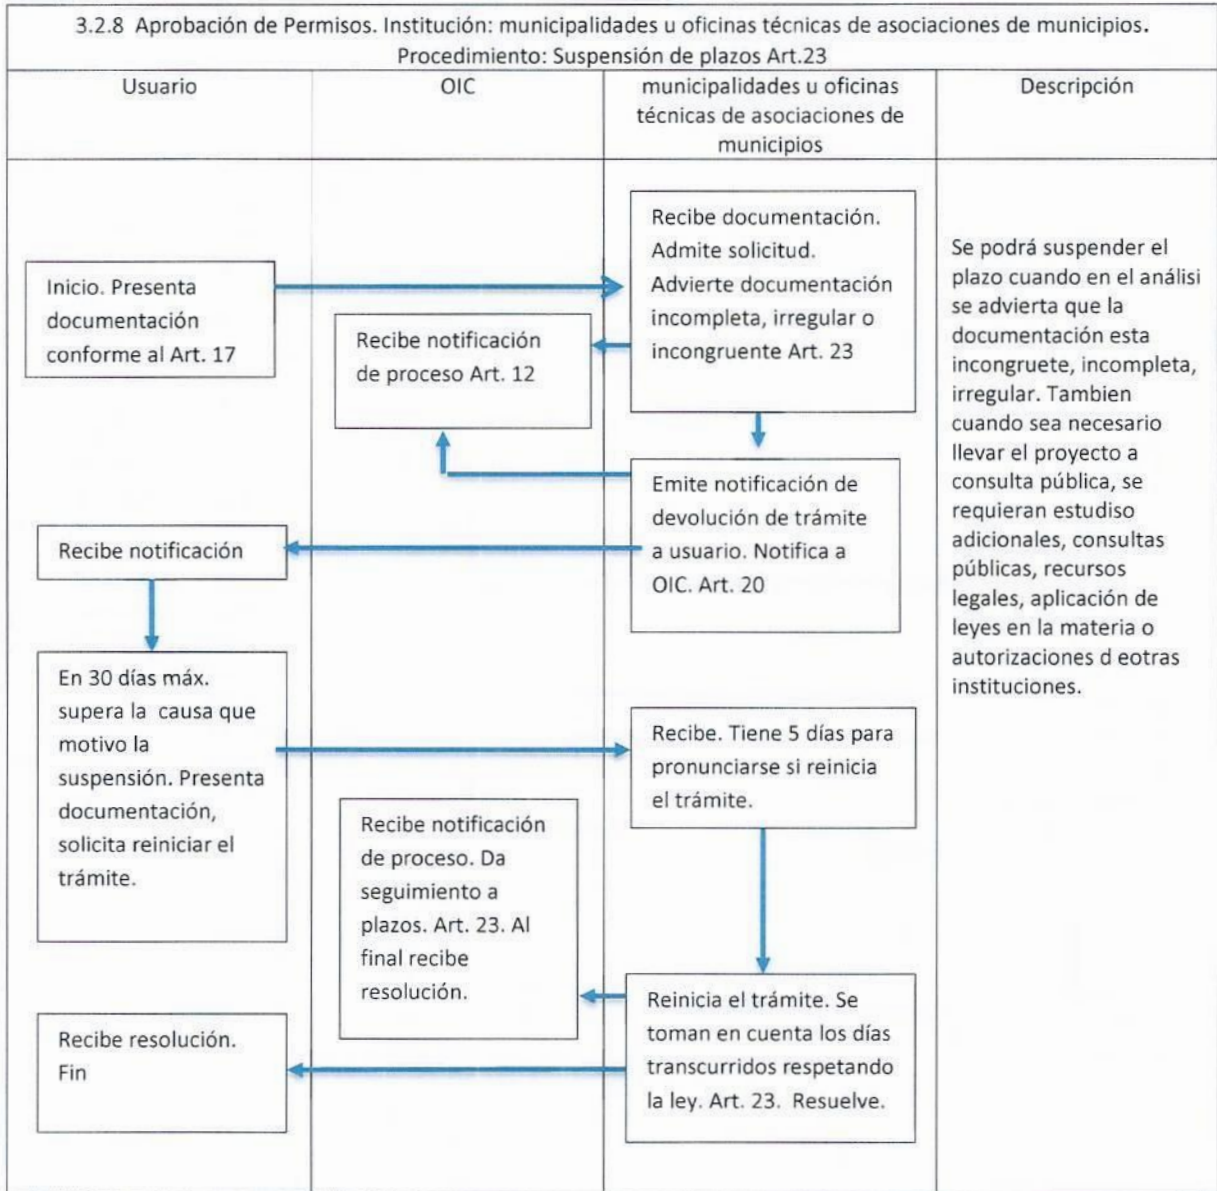 3.2.8 Aprobación de Permisos. Institución: municipalidades u oficinas técnicas de asociaciones de municipios.
Procedimiento: Suspensión de plazos Art.23
Usuario
OIC
municipalidades u oficinas
técnicas de asociaciones de
municipios
Descripción
Inicio. Presenta
documentación
conforme al Art. 17
Recibe documentación.
Admite solicitud.
Advierte documentación
incompleta, irregular o
incongruente Art. 23
Recibe notificación
de proceso Art. 12
Emite notificación de
devolución de trámite
a usuario. Notifica a
OIC. Art. 20
Recibe notificación
En 30 días máx.
supera la causa que
motivo la
suspensión. Presenta
documentación,
solicita reiniciar el
trámite.
Recibe. Tiene 5 días para
pronunciarse si reinicia
el trámite.
Recibe notificación
de proceso. Da
seguimiento a
plazos. Art. 23. Al
final recibe
resolución.
Reinicia el trámite. Se
toman en cuenta los días
transcurridos respetando
la ley. Art. 23. Resuelve.
Recibe resolución.
Fin
Se podrá suspender el
plazo cuando en el análisi
se advierta que la
documentación esta
incongruete, incompleta,
irregular. Tambien
cuando sea necesario
llevar el proyecto a
consulta pública, se
requieran estudiso
adicionales, consultas
públicas, recursos
legales, aplicación de
leyes en la materia o
autorizaciones d eotras
instituciones.